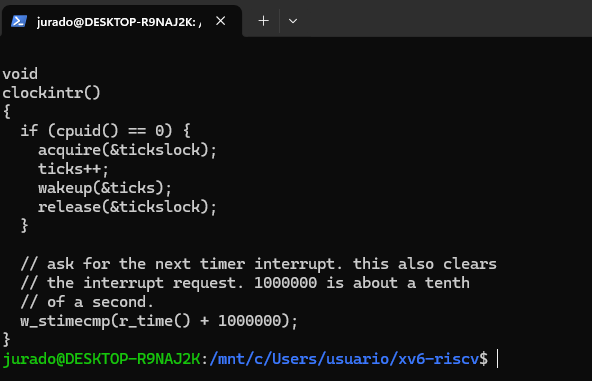 jurado@DESKTOP-R9NAJ2K: /
void
clockintr()
{
  if (cpuid() == 0) {
    acquire(&tickslock);
    ticks++;
    wakeup(&ticks);
    release(&tickslock);
  }

  // ask for the next timer interrupt. this also clears
  // the interrupt request. 1000000 is about a tenth
  // of a second.
  w_stimecmp(r_time() + 1000000);
}
jurado@DESKTOP-R9NAJ2K:/mnt/c/Users/usuario/xv6-riscv$